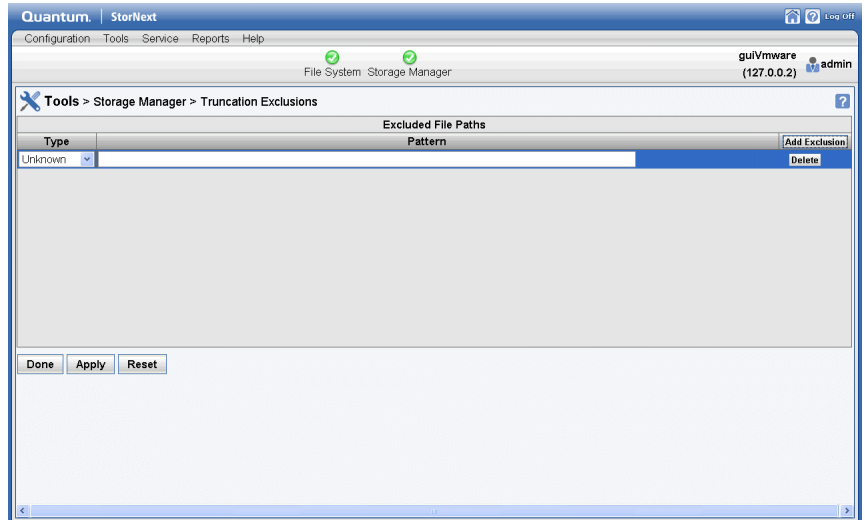 Quantum. | StorNext
Log Off
Configuration Tools Service Reports Help
File System Storage Manager
guiVmware
(127.0.0.2)
admin
Tools > Storage Manager > Truncation Exclusions
Excluded File Paths
Type Pattern Add Exclusion
Unknown Delete
Done Apply Reset